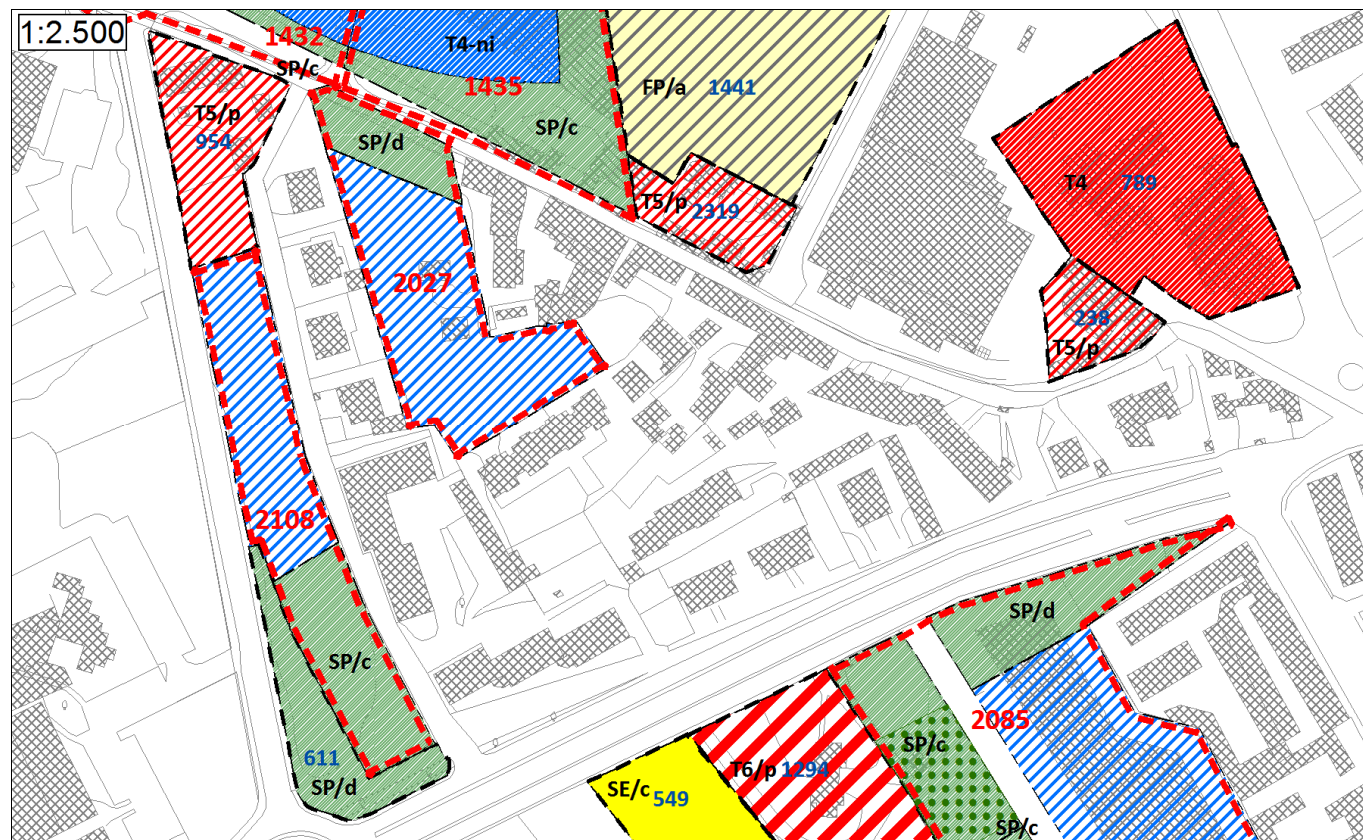 1:2.500
1432
SP/c
T4-ni
1435
FP/a 1441
T5/p
954
SP/d
SP/c
T4 789
T5/p 2319
2027
238
T5/p
2108
SP/d
SP/c
2085
611
SP/d
SP/c
T6/p 1294
SE/c 549
SP/c